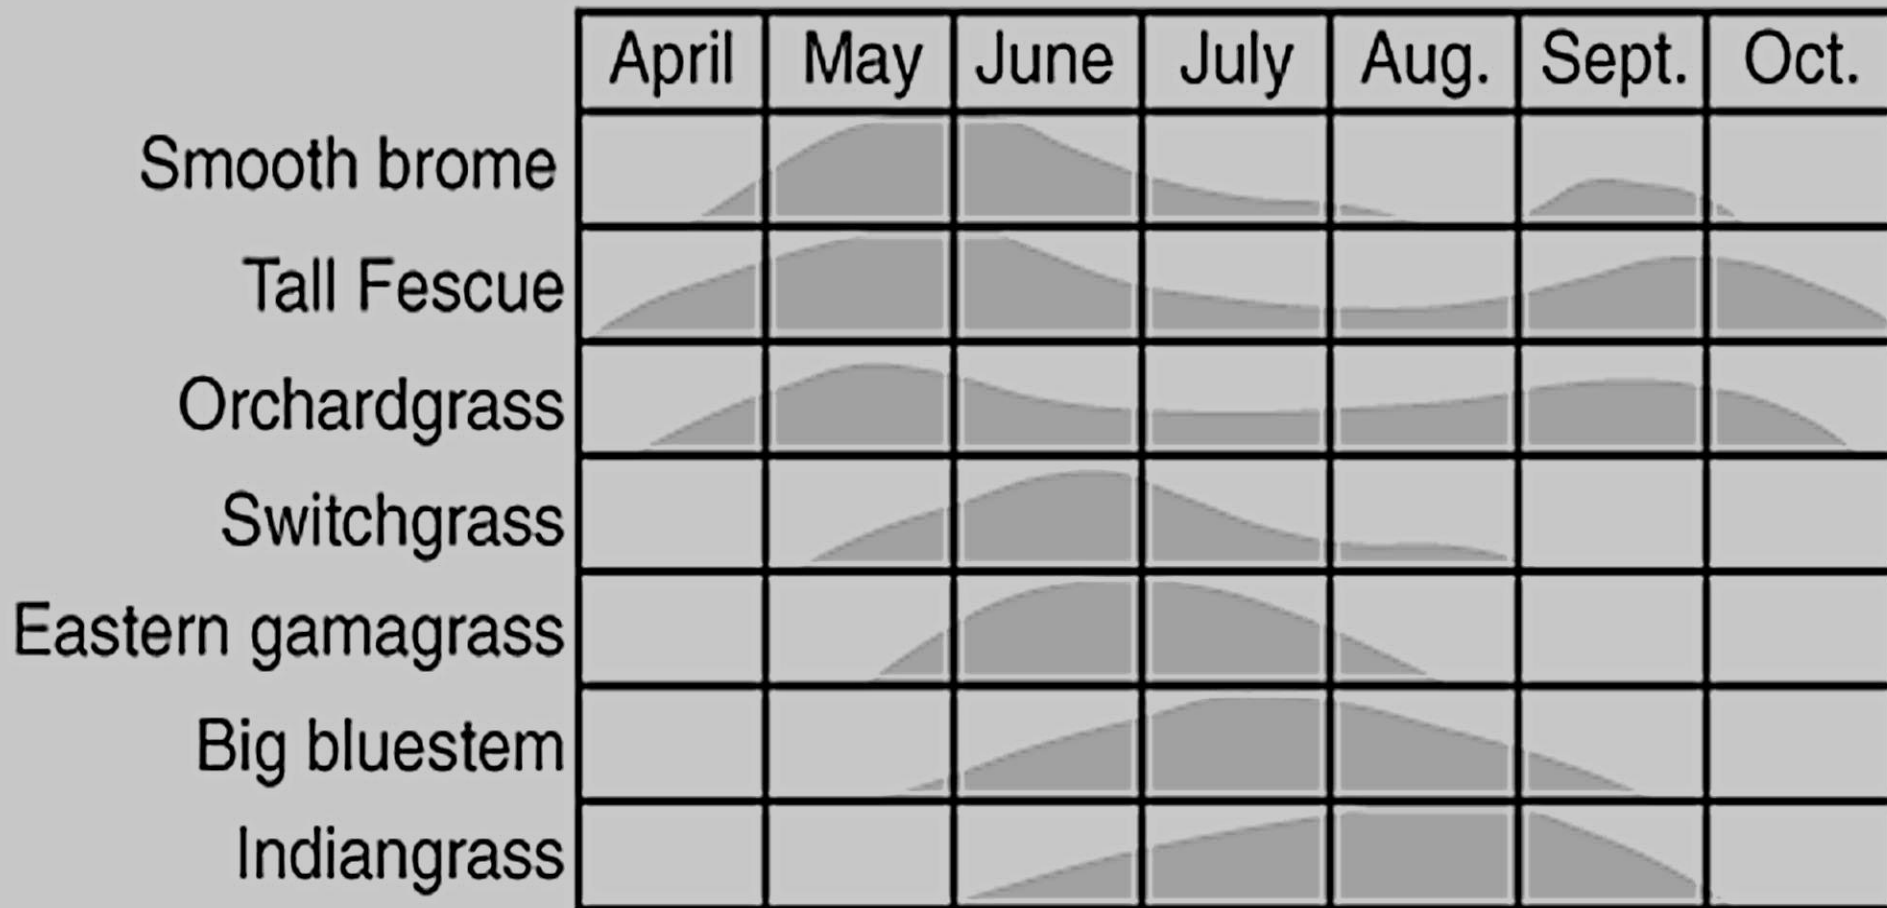 April May June July Aug. Sept. Oct.
Smooth brome
Tall Fescue
Orchardgrass
Switchgrass
Eastern gamagrass
Big bluestem
Indiangrass